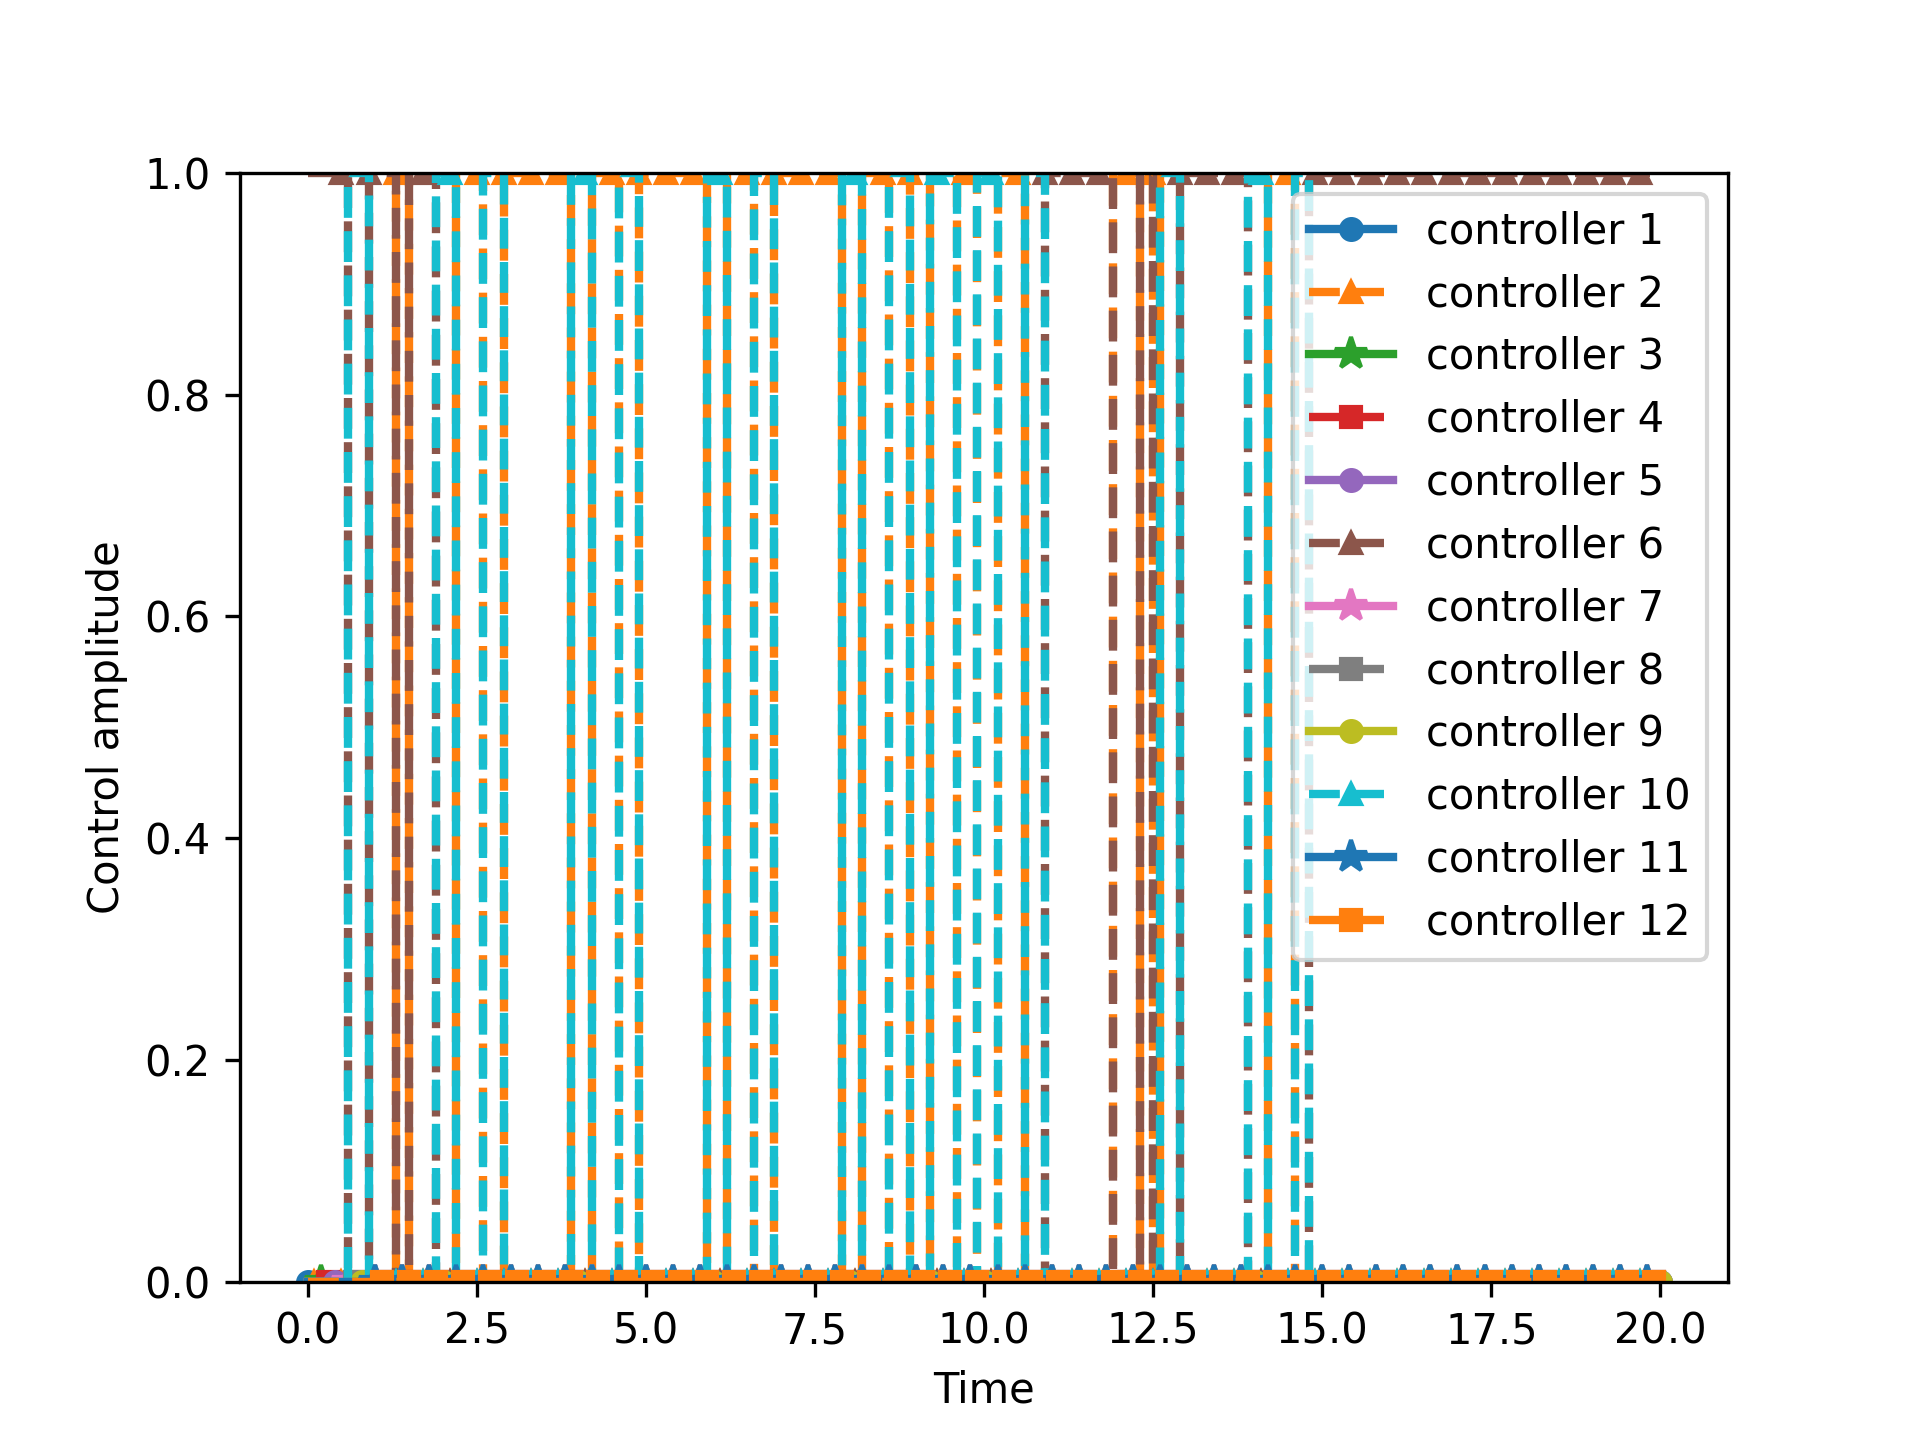 1.0
0.8
0.6
0.4
0.2
0.0
Control amplitude
0.0 2.5 5.0 7.5 10.0 12.5 15.0 17.5 20.0
Time
controller 1
controller 2
controller 3
controller 4
controller 5
controller 6
controller 7
controller 8
controller 9
controller 10
controller 11
controller 12